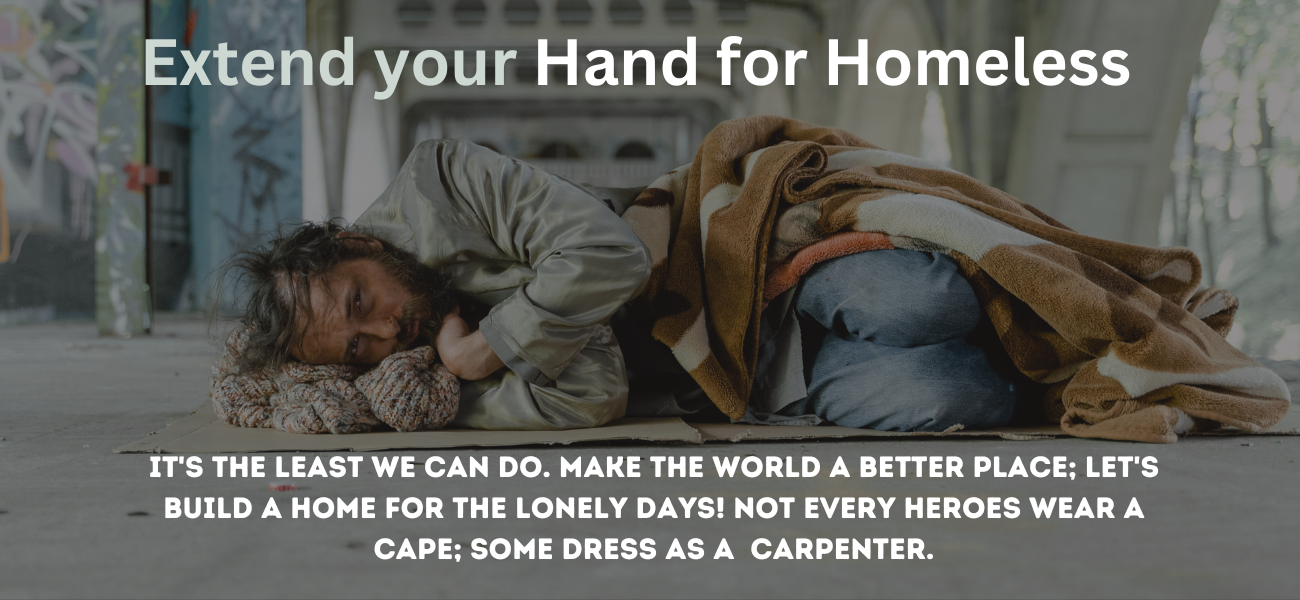 Extend your Hand for Homeless
IT'S THE LEAST WE CAN DO. MAKE THE WORLD A BETTER PLACE; LET'S
BUILD A HOME FOR THE LONELY DAYS! NOT EVERY HEROES WEAR A
CAPE; SOME DRESS AS A  CARPENTER.